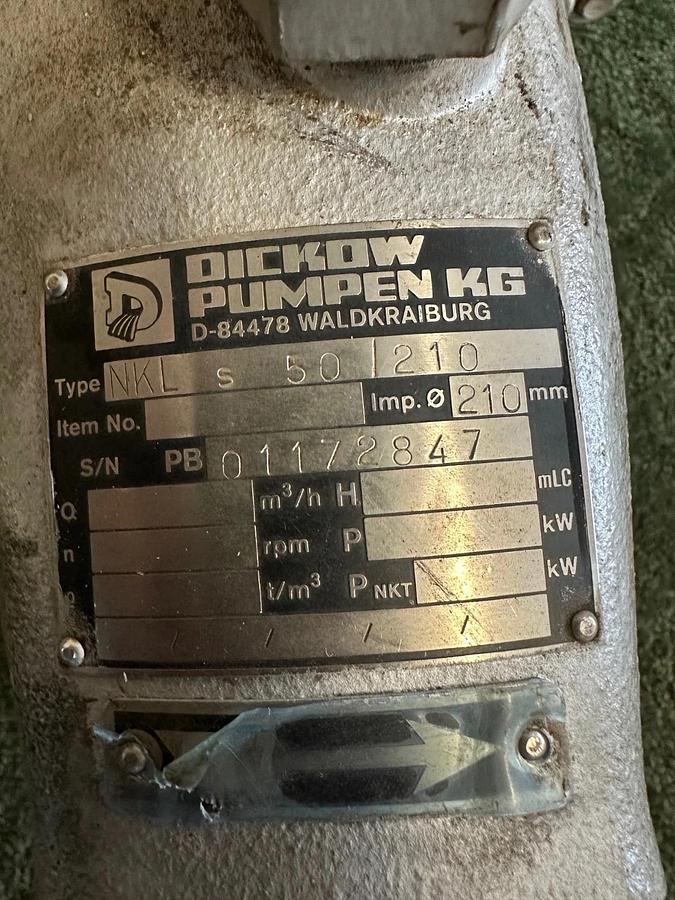 DICKOW
PUMPEN KG
D-84478 WALDKRAIBURG
Type NKL s 50/210
Item No. Imp. Ø 210 mm
S/N PB 01172847
Q m³/h H mLC
n rpm P kW
t/m³ P NKT kW
/ / / / /